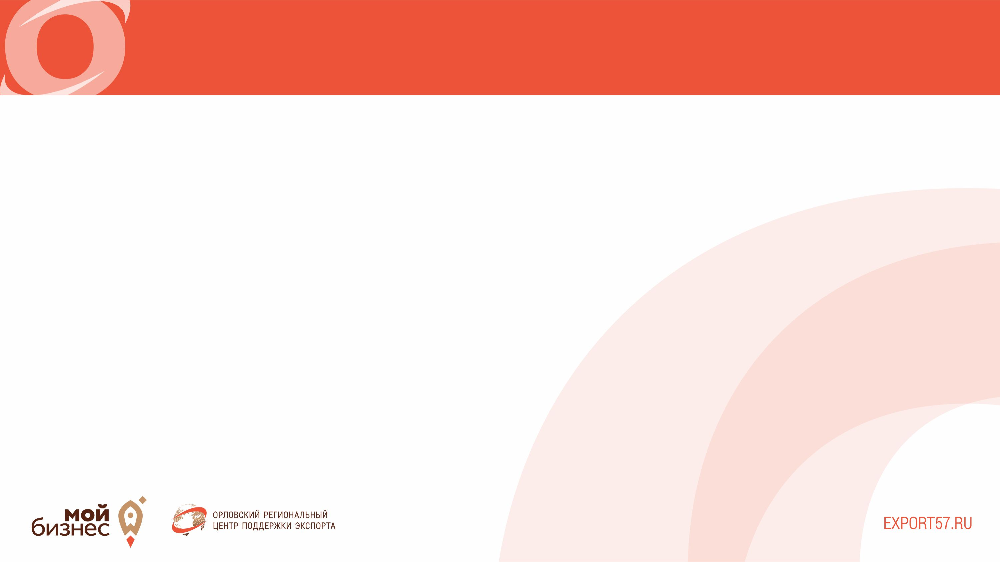 мой
бизнес
ОРЛОВСКИЙ РЕГИОНАЛЬНЫЙ
ЦЕНТР ПОДДЕРЖКИ ЭКСПОРТА
EXPORT57.RU